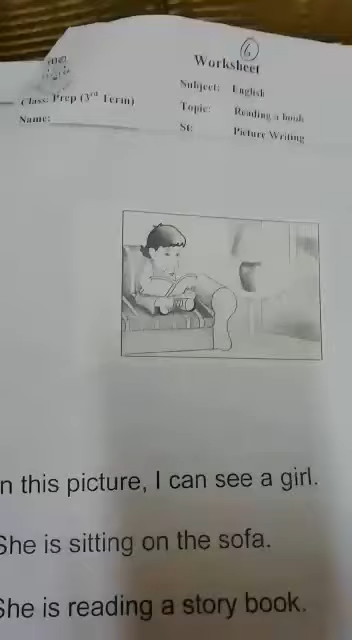 6
Worksheet
Class: Prep (3rd Term)
Subject: English
Name:
Topic: Reading a book
St: Picture Writing
n this picture, I can see a girl.
She is sitting on the sofa.
She is reading a story book.